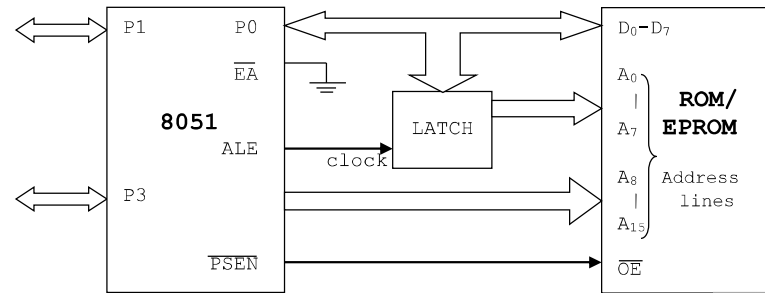 P1
P0
EA
8051
ALE
clock
P3
PSEN
LATCH
D0-D7
A0
|
A7
A8
|
A15
ROM/
EPROM
Address
lines
OE